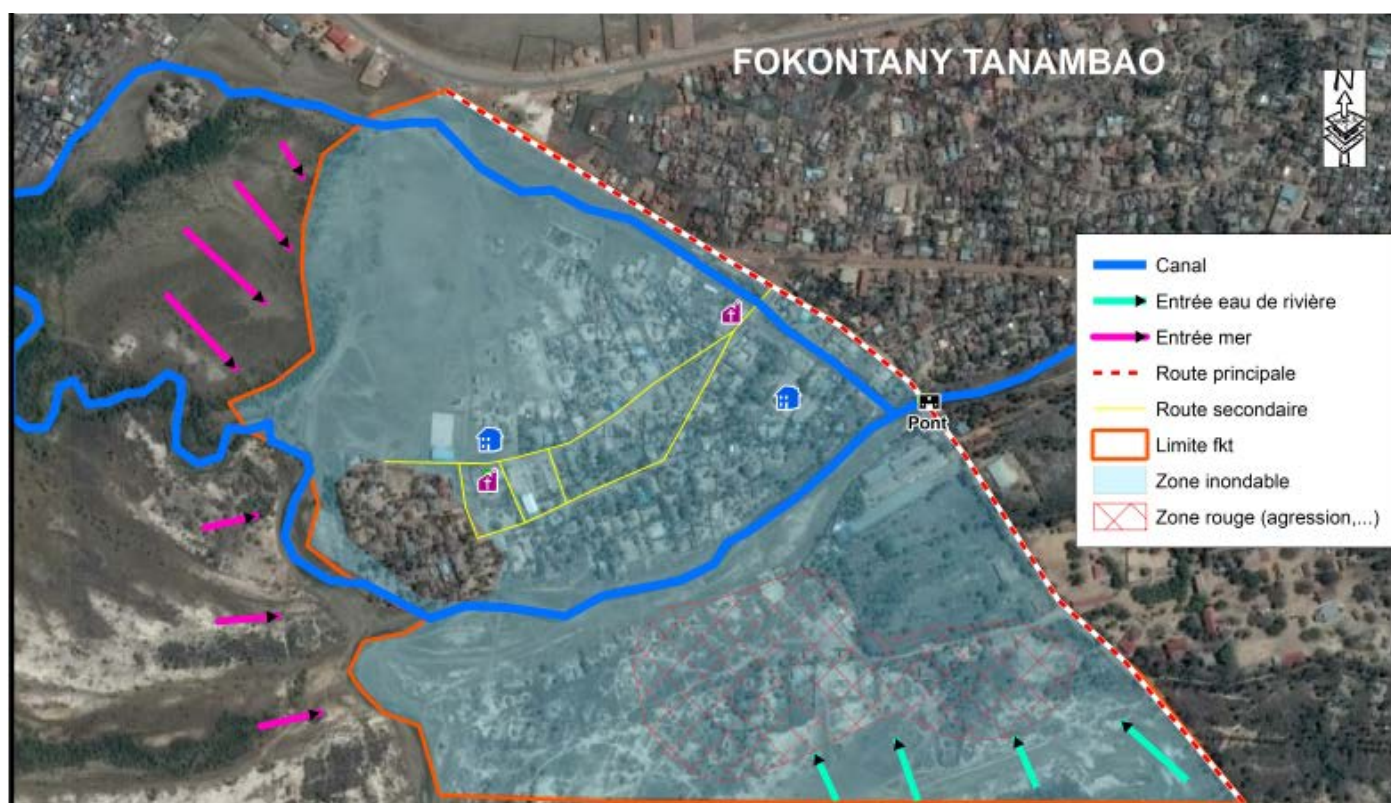 FOKONTANY TANAMBAO
N
Canal
Entrée eau de rivière
Entrée mer
Route principale
Route secondaire
Limite fkt
Zone inondable
Zone rouge (agression,...)
Pont